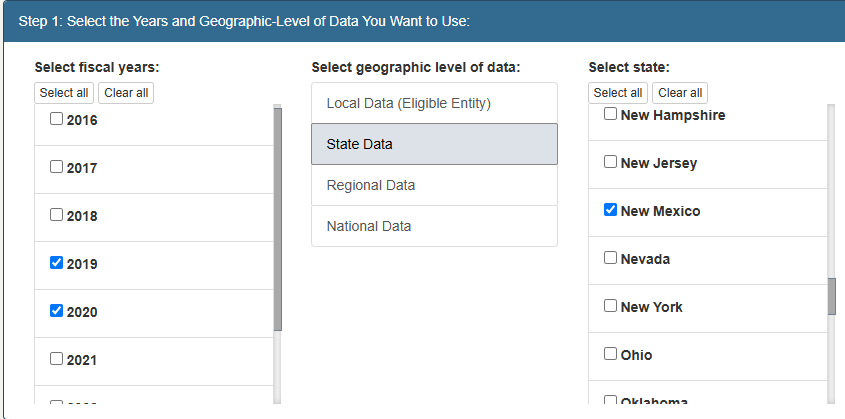 Step 1: Select the Years and Geographic-Level of Data You Want to Use:
Select fiscal years:
Select all Clear all
2016
2017
2018
2019
2020
2021
Select geographic level of data:
Local Data (Eligible Entity)
State Data
Regional Data
National Data
Select state:
Select all Clear all
New Hampshire
New Jersey
New Mexico
Nevada
New York
Ohio
Oklahoma